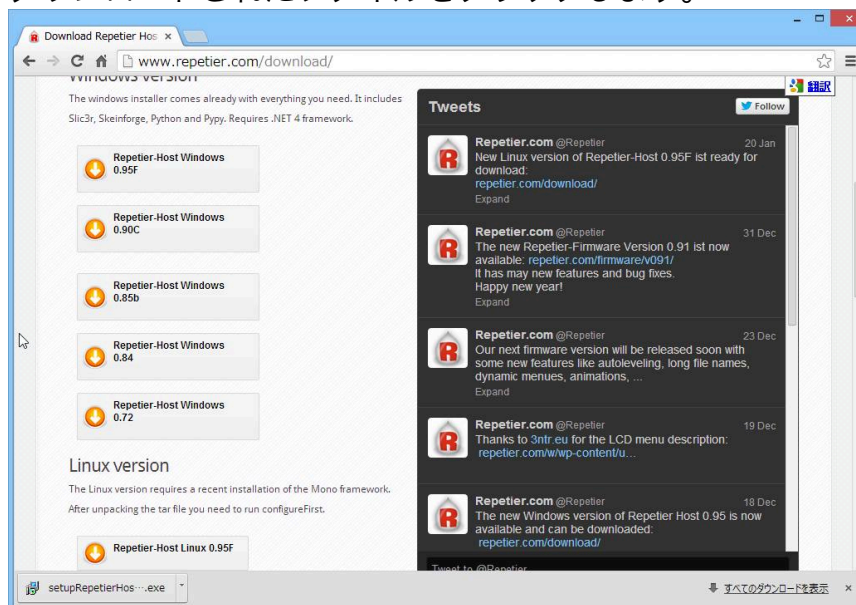 Download Repetier Hos
www.repetier.com/download/
翻訳
Windows version
The windows installer comes already with everything you need. It includes
Slic3r, Skeinforge, Python and Pypy. Requires .NET 4 framework.
Repetier-Host Windows
0.95F
Repetier-Host Windows
0.90C
Repetier-Host Windows
0.85b
Repetier-Host Windows
0.84
Repetier-Host Windows
0.72
Linux version
The Linux version requires a recent installation of the Mono framework.
After unpacking the tar file you need to run configureFirst.
Repetier-Host Linux 0.95F
Tweets
Follow
Repetier.com @Repetier 20 Jan
New Linux version of Repetier-Host 0.95F ist ready for
download:
repetier.com/download/
Expand
Repetier.com @Repetier 31 Dec
The new Repetier-Firmware Version 0.91 ist now
available: repetier.com/firmware/v091/
It has may new features and bug fixes.
Happy new year!
Expand
Repetier.com @Repetier 23 Dec
Our next firmware version will be released soon with
some new features like autoleveling, long file names,
dynamic menues, animations, ...
Expand
Repetier.com @Repetier 19 Dec
Thanks to 3ntr.eu for the LCD menu description:
repetier.com/w/wp-content/u…
Repetier.com @Repetier 18 Dec
The new Windows version of Repetier Host 0.95 is now
available and can be downloaded:
repetier.com/download/
Tweet to @Repetier
setupRepetierHos….exe
すべてのダウンロードを表示